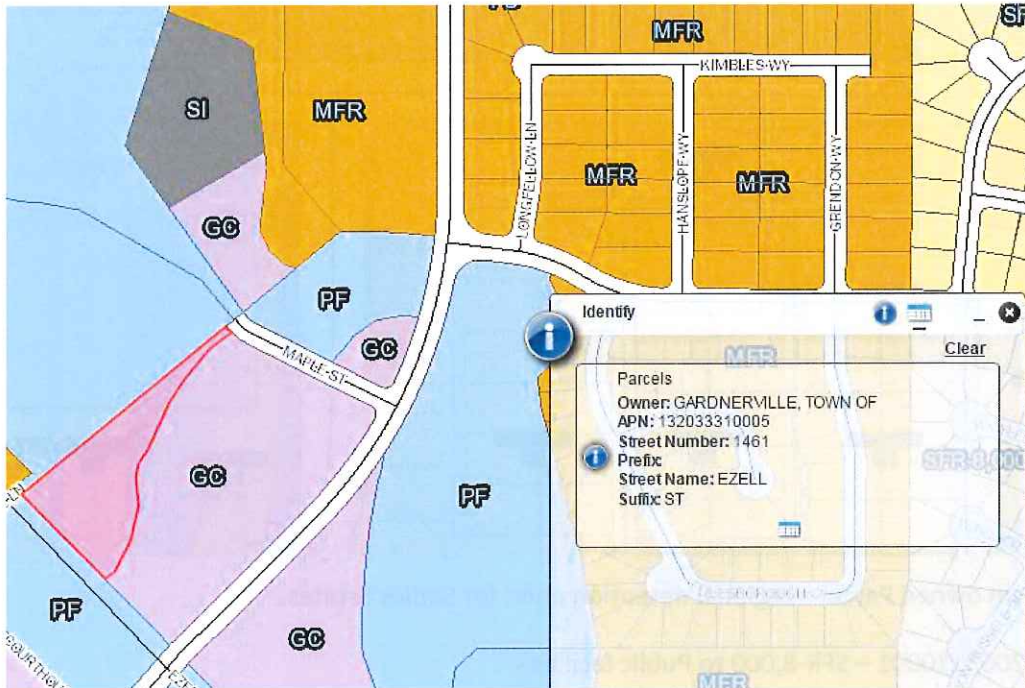 MFR
SF
KIMBLES WY
SI
MFR
LONGFELLOW LN
MFR
HANSLOPE WY
MFR
GRENDON WY
GC
PF
GC
MAPLE ST
Identify
Clear
MFR
Parcels
Owner: GARDNERVILLE, TOWN OF
APN: 132033310005
Street Number: 1461
Prefix:
Street Name: EZELL
Suffix: ST
SFR 8,000
GC
PF
LN
PF
GC
MFR